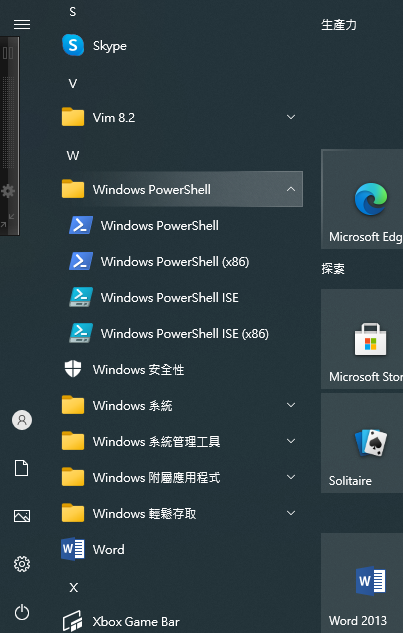 S
Skype
V
Vim 8.2
W
Windows PowerShell
Windows PowerShell
Windows PowerShell (x86)
Windows PowerShell ISE
Windows PowerShell ISE (x86)
Windows 安全性
Windows 系統
Windows 系統管理工具
Windows 附屬應用程式
Windows 輕鬆存取
Word
X
Xbox Game Bar
生產力
Microsoft Edg
探索
Microsoft Stor
Solitaire
Word 2013